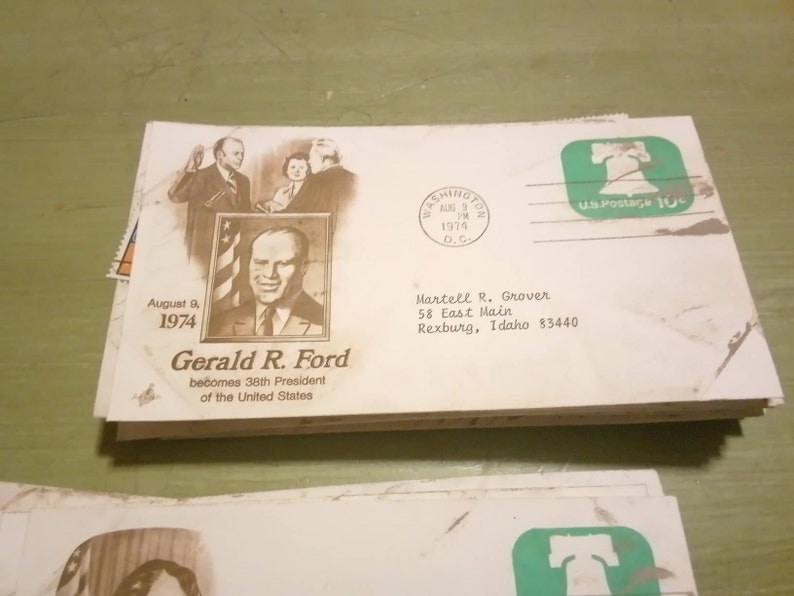 August 9,
1974
Gerald R. Ford
becomes 38th President
of the United States
WASHINGTON
AUG 9
PM
1974
D.C.
U.S. Postage 10c
Martell R. Grover
58 East Main
Rexburg, Idaho 83440